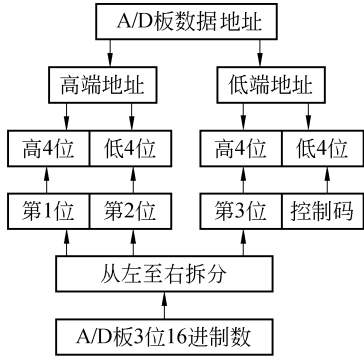 A/D板数据地址
高端地址 低端地址
高4位 低4位 高4位 低4位
第1位 第2位 第3位 控制码
从左至右拆分
A/D板3位16进制数